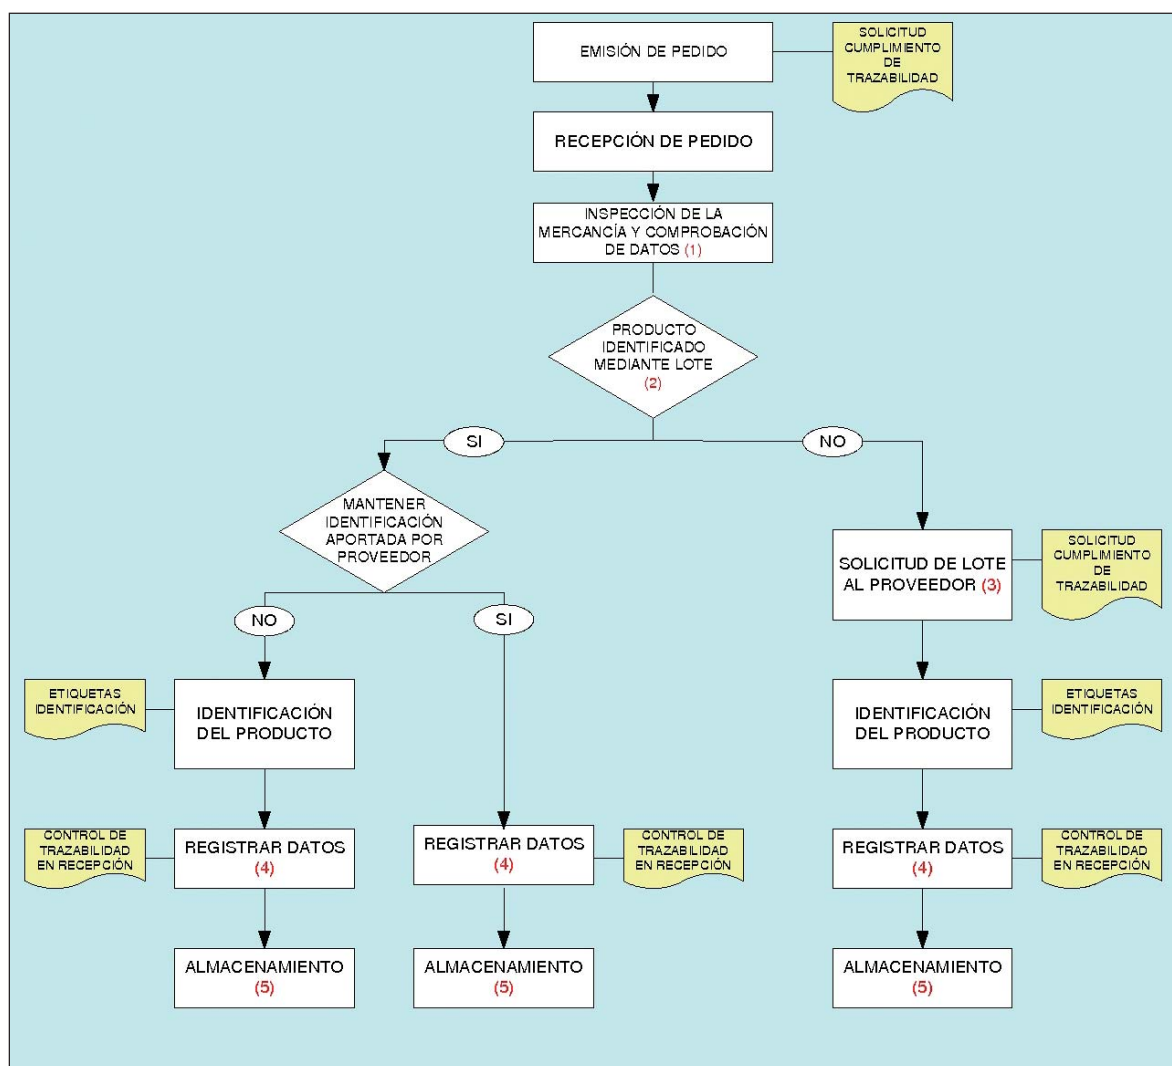 EMISIÓN DE PEDIDO
SOLICITUD
CUMPLIMIENTO
DE
TRAZABILIDAD
RECEPCIÓN DE PEDIDO
INSPECCIÓN DE LA
MERCANCÍA Y COMPROBACIÓN
DE DATOS (1)
PRODUCTO
IDENTIFICADO
MEDIANTE LOTE
(2)
SI
NO
MANTENER
IDENTIFICACIÓN
APORTADA POR
PROVEEDOR
SOLICITUD DE LOTE
AL PROVEEDOR (3)
SOLICITUD
CUMPLIMIENTO
DE
TRAZABILIDAD
NO
SI
ETIQUETAS
IDENTIFICACIÓN
IDENTIFICACIÓN
DEL PRODUCTO
IDENTIFICACIÓN
DEL PRODUCTO
ETIQUETAS
IDENTIFICACIÓN
CONTROL DE
TRAZABILIDAD
EN RECEPCIÓN
REGISTRAR DATOS
(4)
REGISTRAR DATOS
(4)
CONTROL DE
TRAZABILIDAD
EN RECEPCIÓN
REGISTRAR DATOS
(4)
CONTROL DE
TRAZABILIDAD
EN RECEPCIÓN
ALMACENAMIENTO
(5)
ALMACENAMIENTO
(5)
ALMACENAMIENTO
(5)